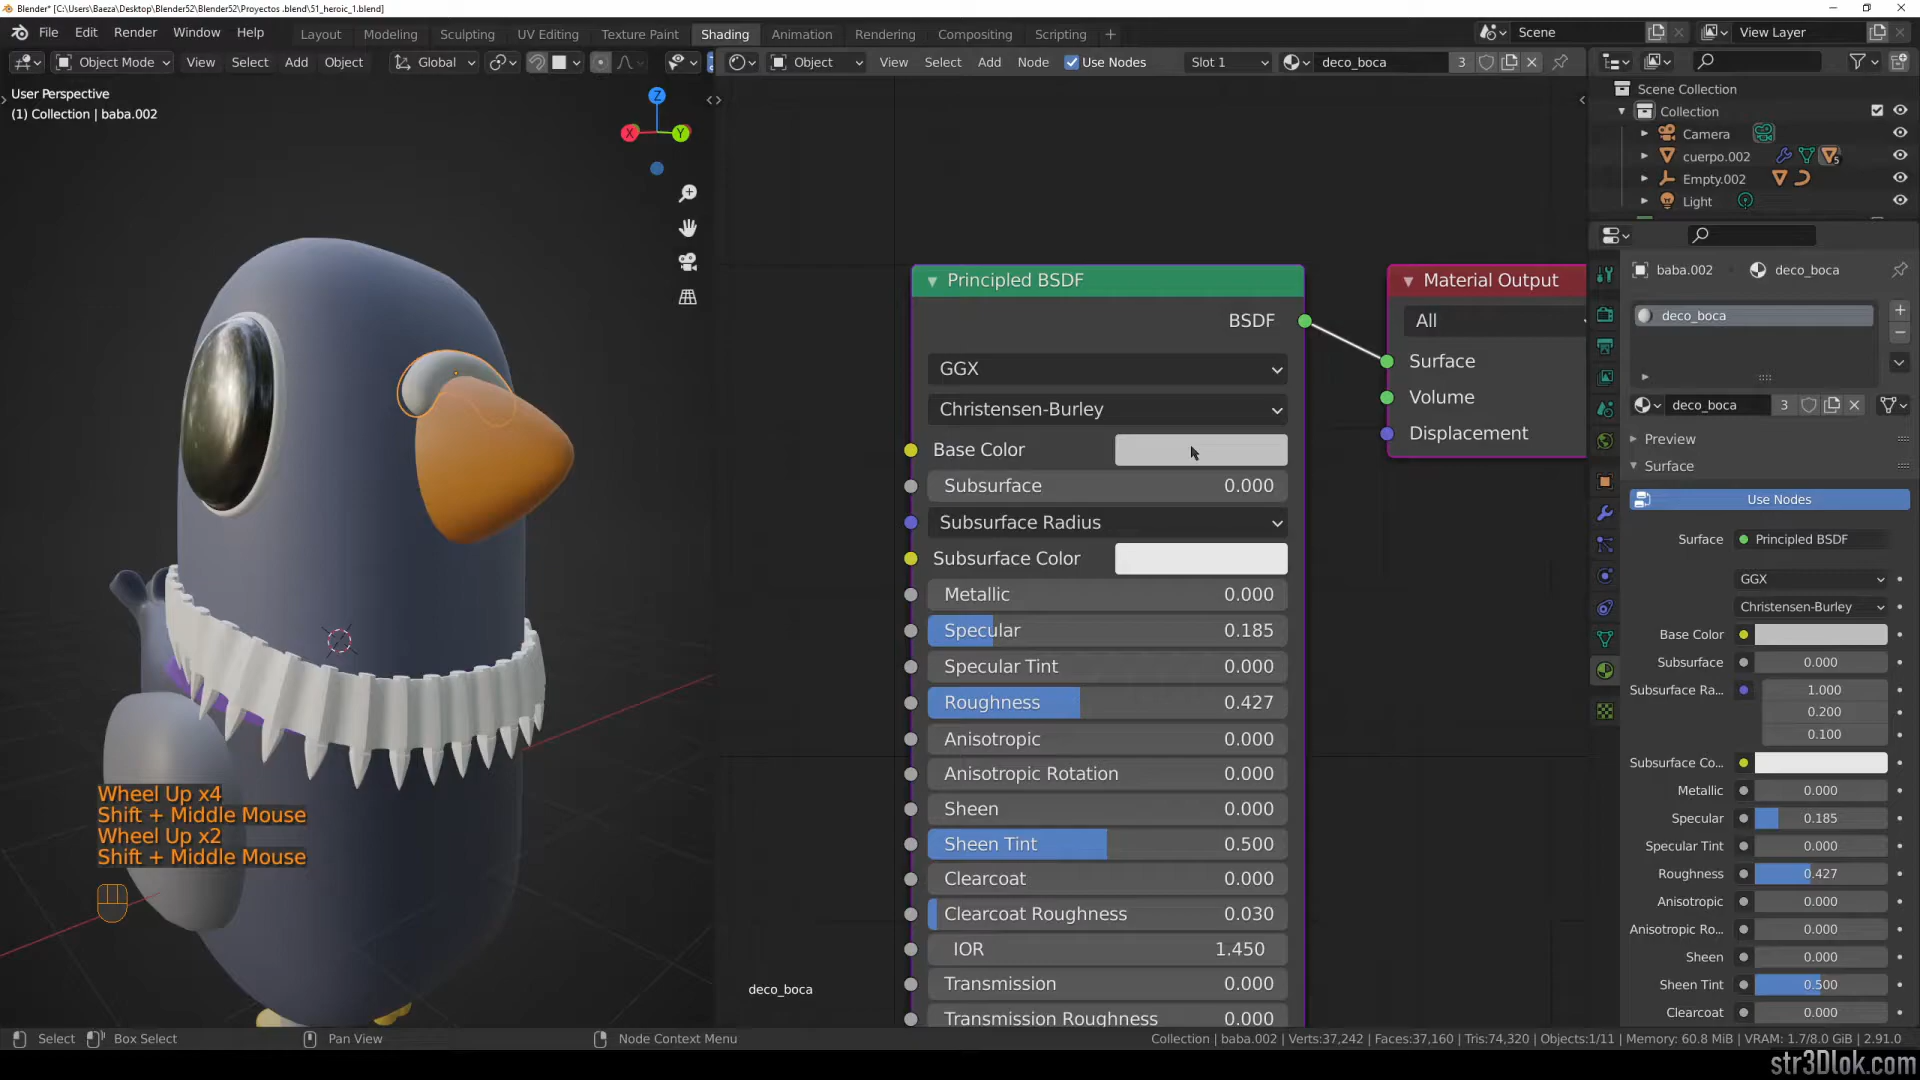 Blender* [C:\Users\Baeza\Desktop\Blender52\Blender52\Proyectos .blend\51_heroic_1.blend]
File Edit Render Window Help
Layout Modeling Sculpting UV Editing Texture Paint Shading Animation Rendering Compositing Scripting +
Scene
View Layer
Object Mode View Select Add Object Global
Object View Select Add Node Use Nodes Slot 1 deco_boca 3
User Perspective
(1) Collection | baba.002
Z
X
Y
Scene Collection
Collection
Camera
cuerpo.002
5
Empty.002
Light
baba.002 deco_boca
deco_boca
deco_boca 3
Preview
Surface
Use Nodes
Surface Principled BSDF
GGX
Christensen-Burley
Base Color
Subsurface 0.000
Subsurface Ra... 1.000
0.200
0.100
Subsurface Co...
Metallic 0.000
Specular 0.185
Specular Tint 0.000
Roughness 0.427
Anisotropic 0.000
Anisotropic Ro... 0.000
Sheen 0.000
Sheen Tint 0.500
Clearcoat 0.000
Principled BSDF
BSDF
GGX
Christensen-Burley
Base Color
Subsurface 0.000
Subsurface Radius
Subsurface Color
Metallic 0.000
Specular 0.185
Specular Tint 0.000
Roughness 0.427
Anisotropic 0.000
Anisotropic Rotation 0.000
Sheen 0.000
Sheen Tint 0.500
Clearcoat 0.000
Clearcoat Roughness 0.030
IOR 1.450
Transmission 0.000
Transmission Roughness 0.000
Material Output
All
Surface
Volume
Displacement
Wheel Up x4
Shift + Middle Mouse
Wheel Up x2
Shift + Middle Mouse
deco_boca
Select Box Select Pan View Node Context Menu
Collection | baba.002 | Verts:37,242 | Faces:37,160 | Tris:74,320 | Objects:1/11 | Memory: 60.8 MiB | VRAM: 1.7/8.0 GiB | 2.91.0
str3Dlok.com